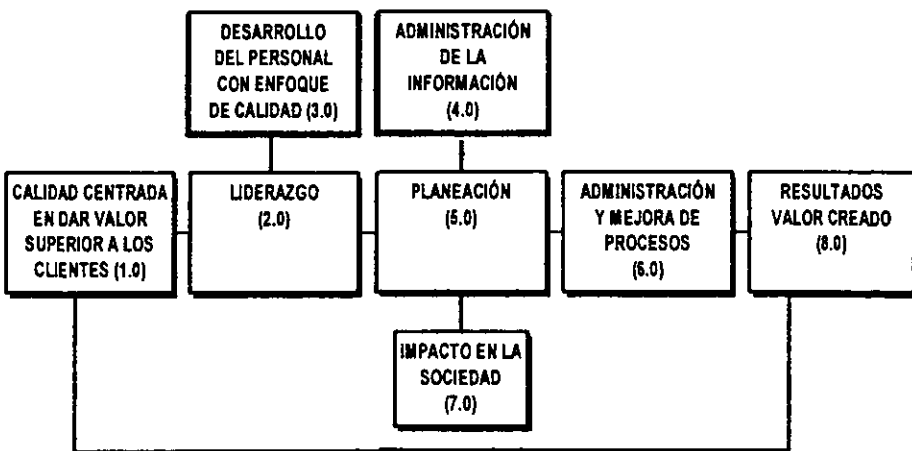 DESARROLLO
DEL PERSONAL
CON ENFOQUE
DE CALIDAD (3.0)
ADMINISTRACIÓN
DE LA
INFORMACIÓN
(4.0)
CALIDAD CENTRADA
EN DAR VALOR
SUPERIOR A LOS
CLIENTES (1.0)
LIDERAZGO
(2.0)
PLANEACIÓN
(5.0)
ADMINISTRACIÓN
Y MEJORA DE
PROCESOS
(6.0)
RESULTADOS
VALOR CREADO
(8.0)
IMPACTO EN LA
SOCIEDAD
(7.0)